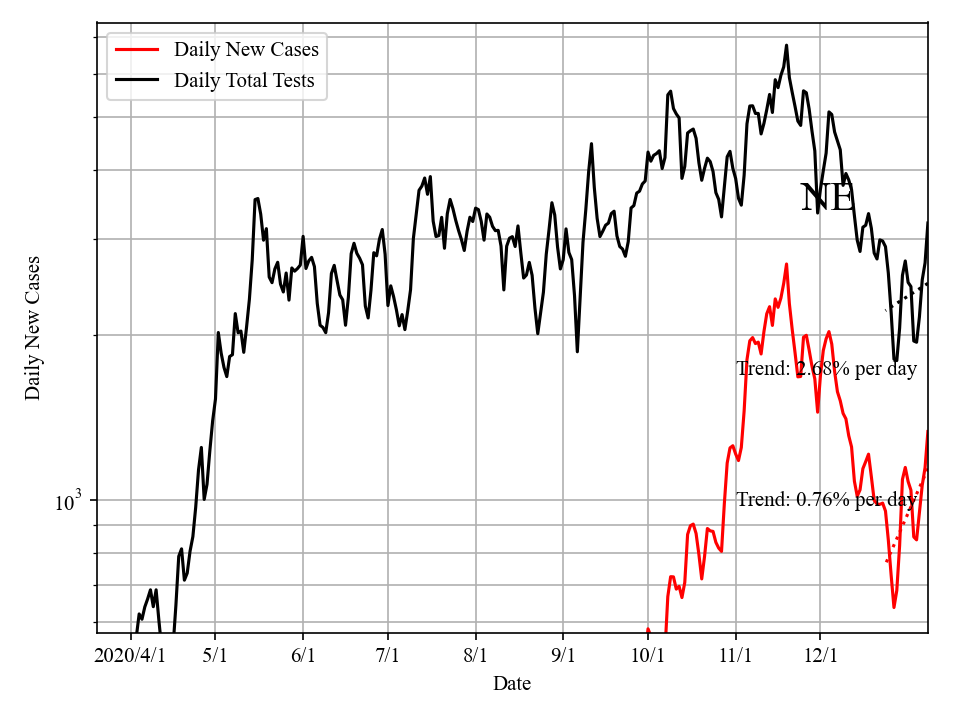 Daily New Cases
Daily Total Tests
NE
Trend: 2.68% per day
Trend: 0.76% per day
Daily New Cases
10³
2020/4/1 5/1 6/1 7/1 8/1 9/1 10/1 11/1 12/1
Date